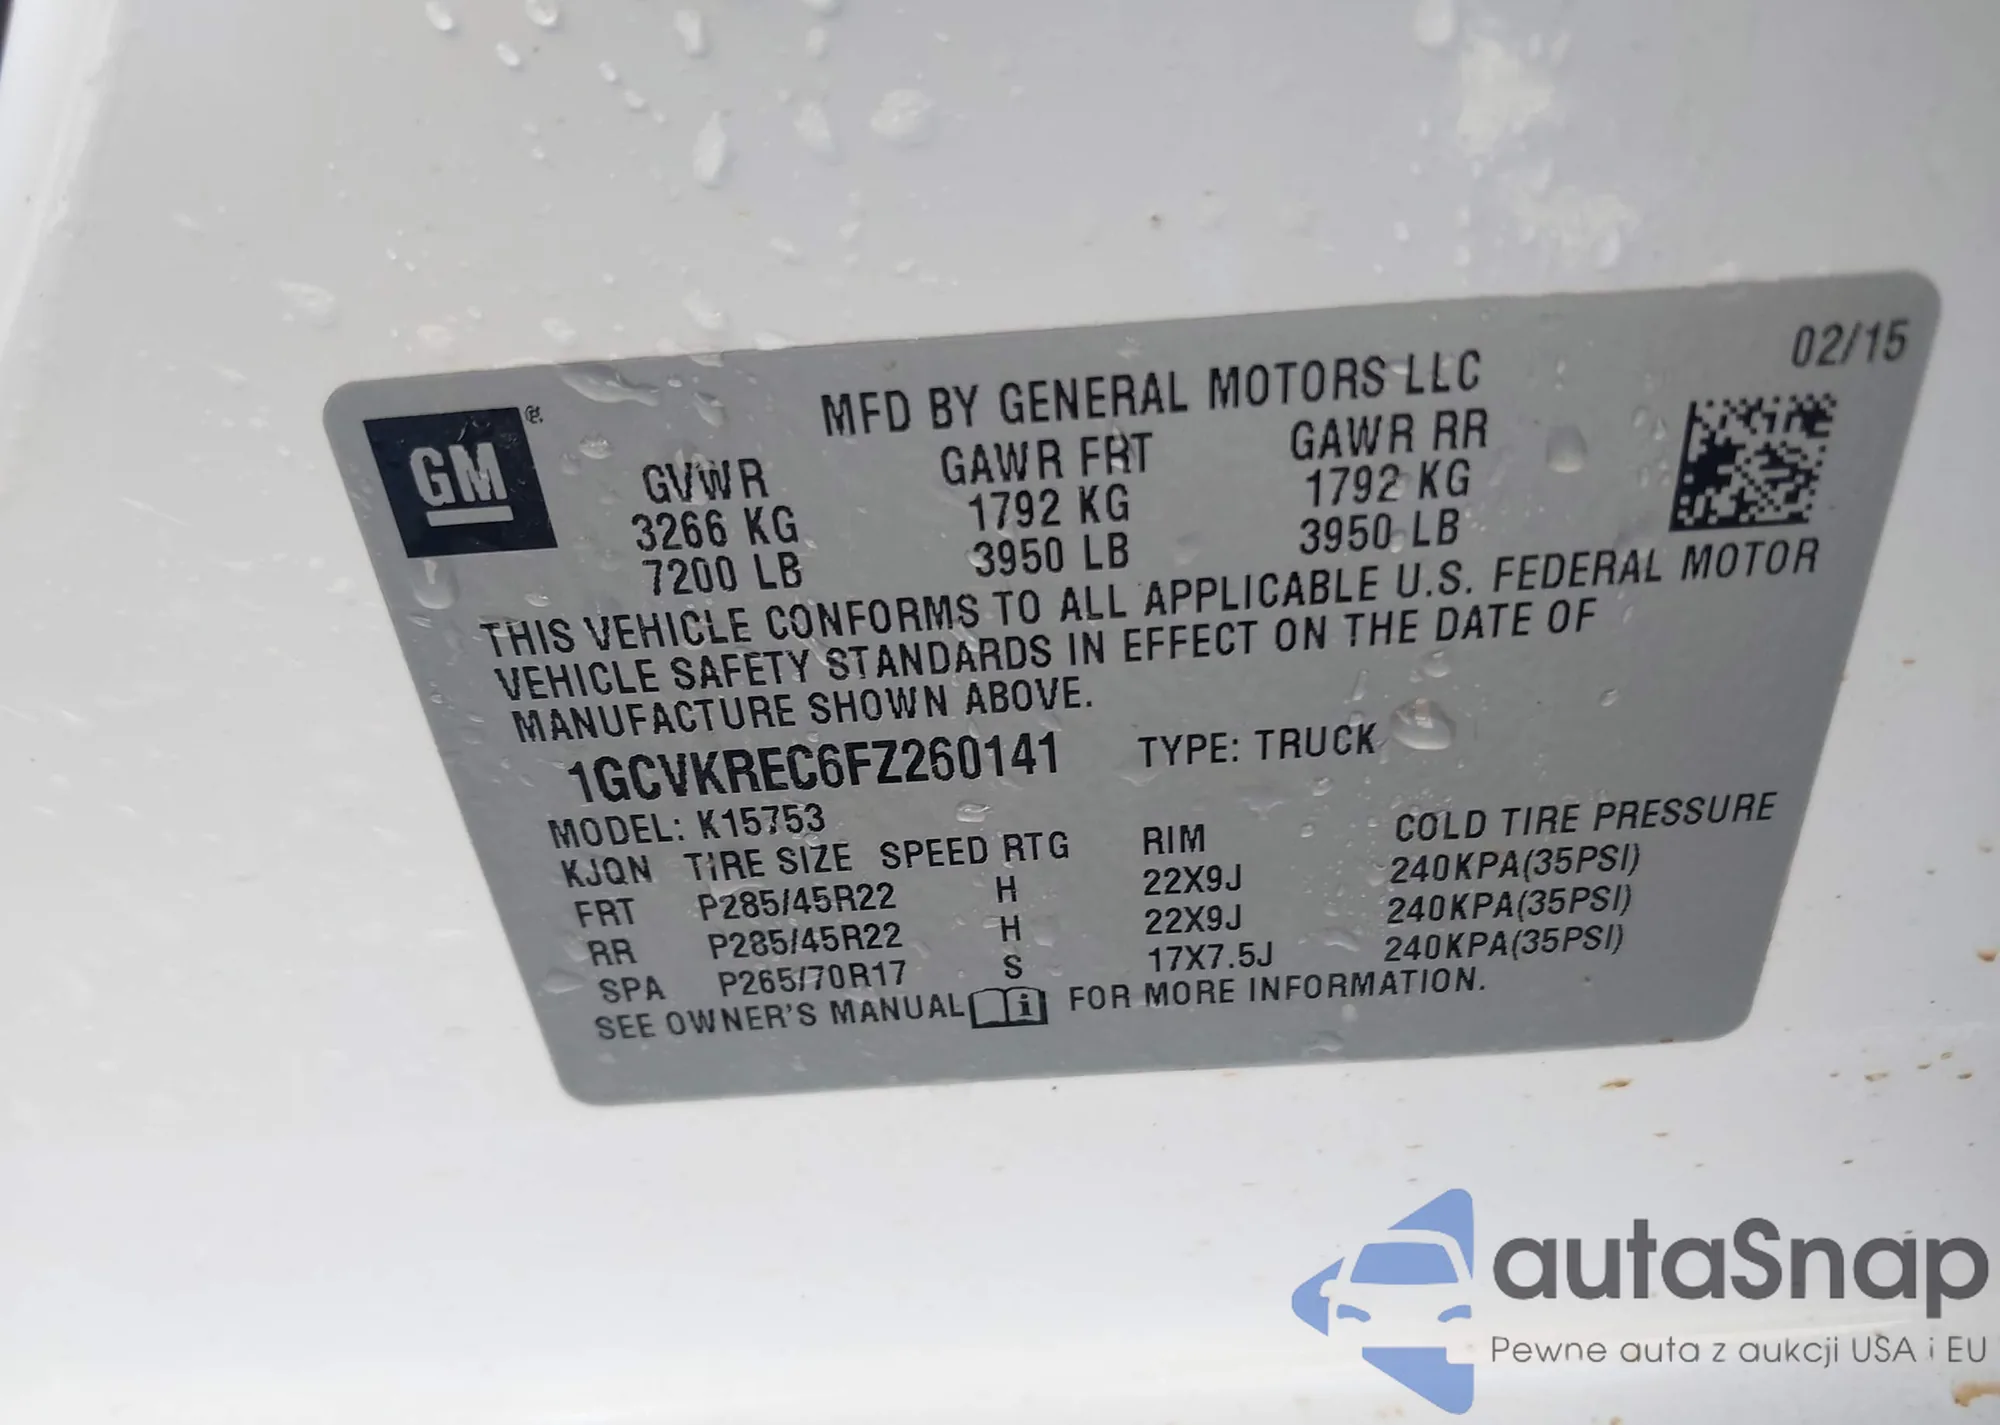 02/15
MFD BY GENERAL MOTORS LLC
GM ®
GVWR GAWR FRT GAWR RR
3266 KG 1792 KG 1792 KG
7200 LB 3950 LB 3950 LB
THIS VEHICLE CONFORMS TO ALL APPLICABLE U.S. FEDERAL MOTOR
VEHICLE SAFETY STANDARDS IN EFFECT ON THE DATE OF
MANUFACTURE SHOWN ABOVE.
1GCVKREC6FZ260141 TYPE: TRUCK
MODEL: K15753
KJQN TIRE SIZE SPEED RTG RIM COLD TIRE PRESSURE
FRT P285/45R22 H 22X9J 240KPA(35PSI)
RR P285/45R22 H 22X9J 240KPA(35PSI)
SPA P265/70R17 S 17X7.5J 240KPA(35PSI)
SEE OWNER'S MANUAL i FOR MORE INFORMATION.
autaSnap
Pewne auta z aukcji USA i EU